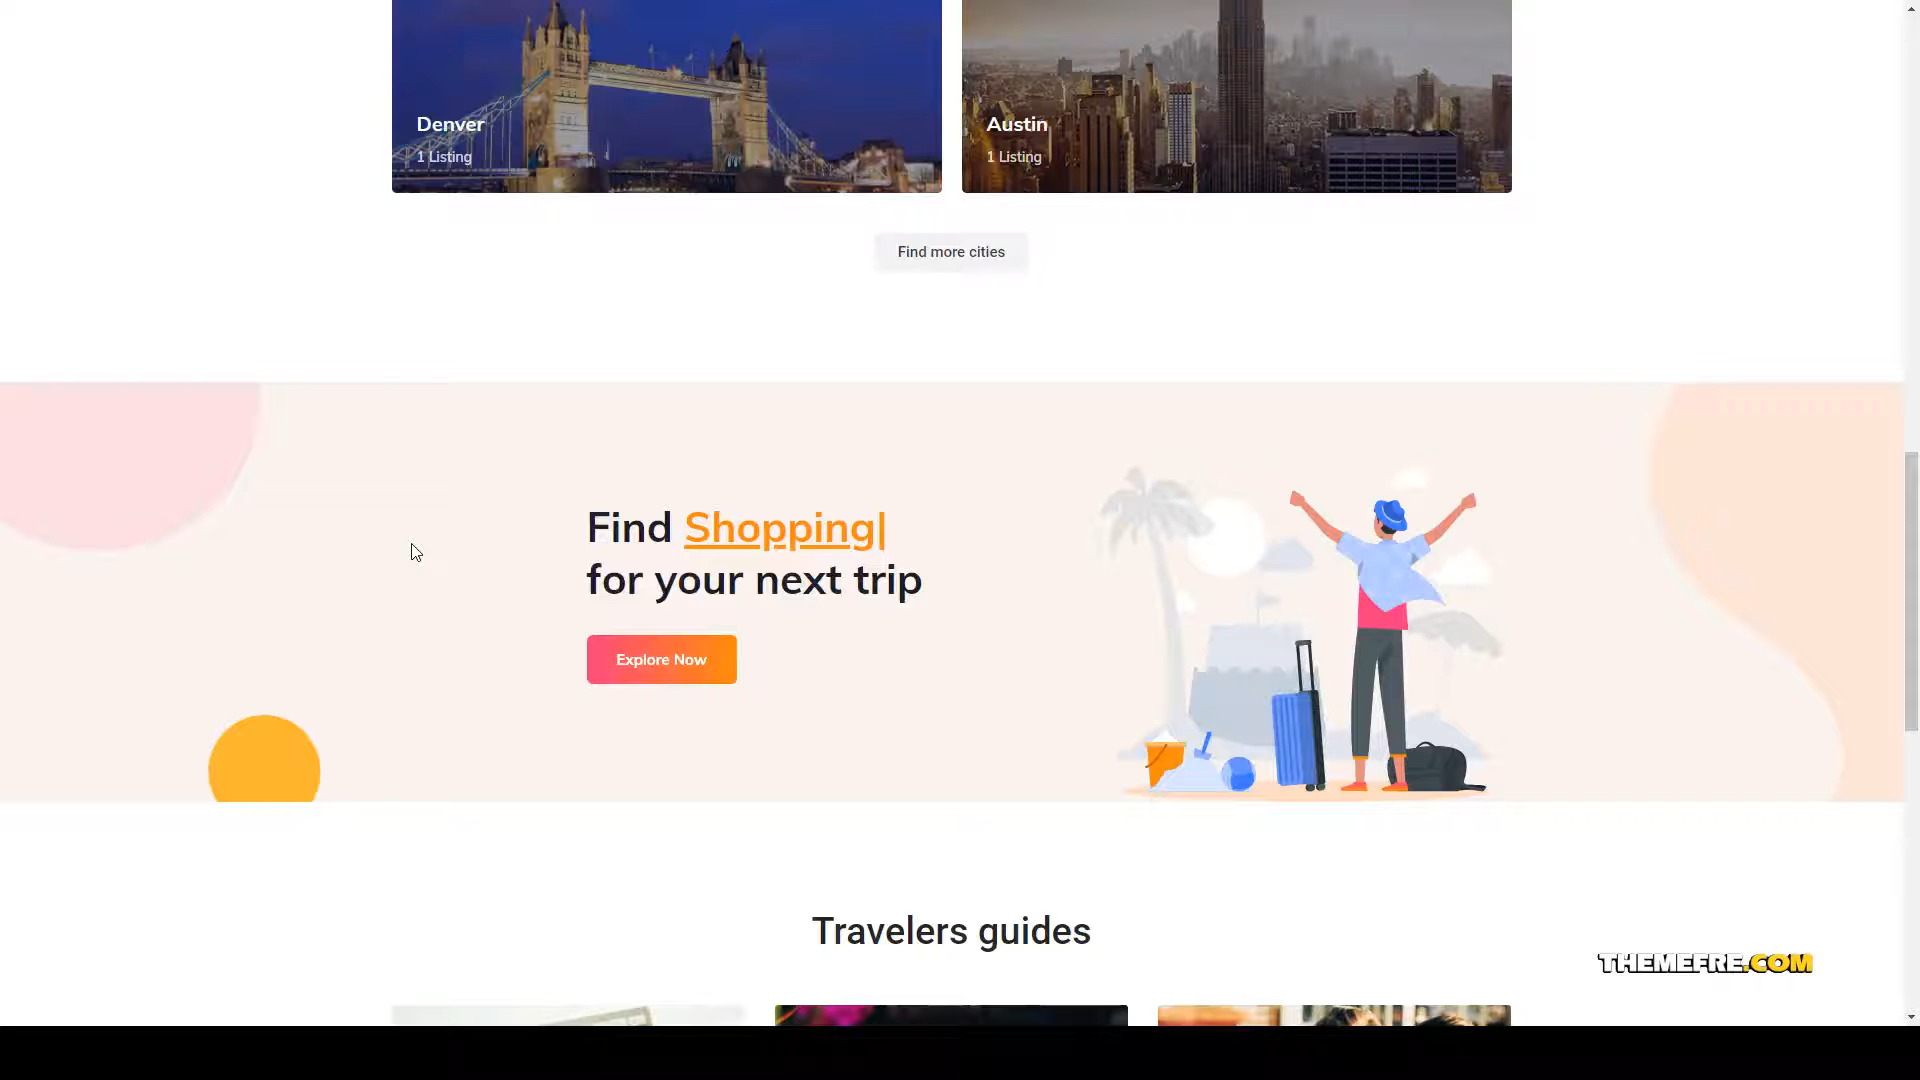 Denver
1 Listing
Austin
1 Listing
Find more cities
Find Shopping|
for your next trip
Explore Now
Travelers guides
THEMEFRE.COM